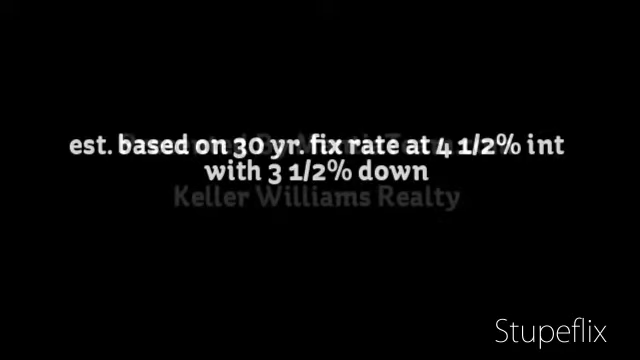 est. based on 30 yr. fix rate at 4 1/2% int
with 3 1/2% down
Keller Williams Realty
Stupeflix